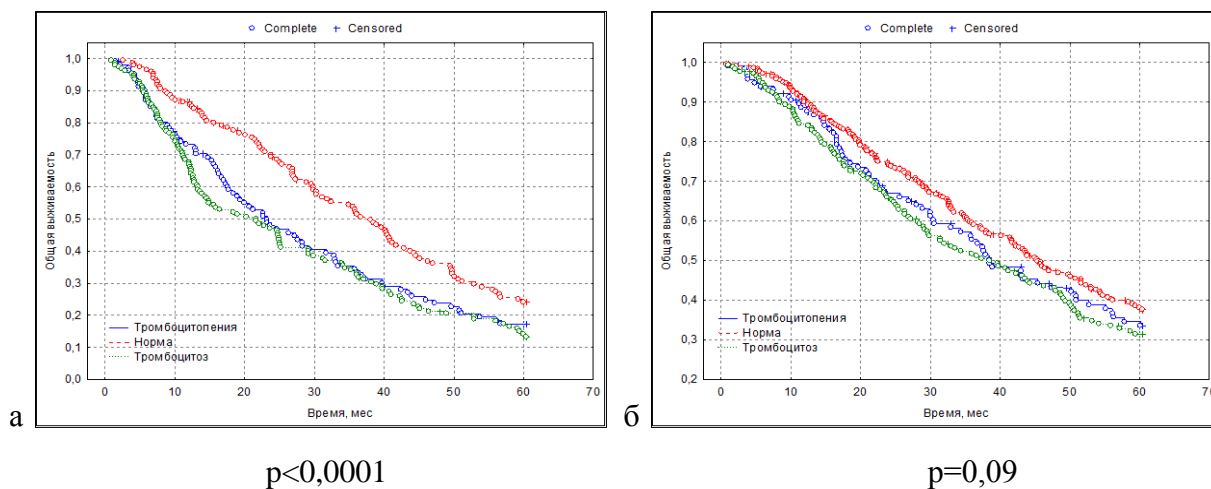 Complete Censored
1,0
0,9
0,8
0,7
0,6
0,5
0,4
0,3
0,2
0,1
0,0
Общая выживаемость
Тромбоцитопения
Норма
Тромбоцитоз
0 10 20 30 40 50 60 70
Время, мес
а
p<0,0001
Complete Censored
1,0
0,9
0,8
0,7
0,6
0,5
0,4
0,3
0,2
Общая выживаемость
Тромбоцитопения
Норма
Тромбоцитоз
0 10 20 30 40 50 60 70
Время, мес
б
p=0,09